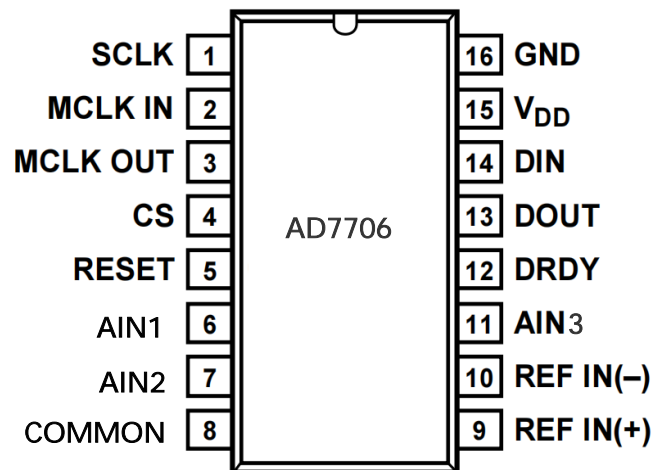 SCLK 1 16 GND
MCLK IN 2 15 VDD
MCLK OUT 3 14 DIN
CS 4 13 DOUT
AD7706
RESET 5 12 DRDY
AIN1 6 11 AIN3
AIN2 7 10 REF IN(–)
COMMON 8 9 REF IN(+)